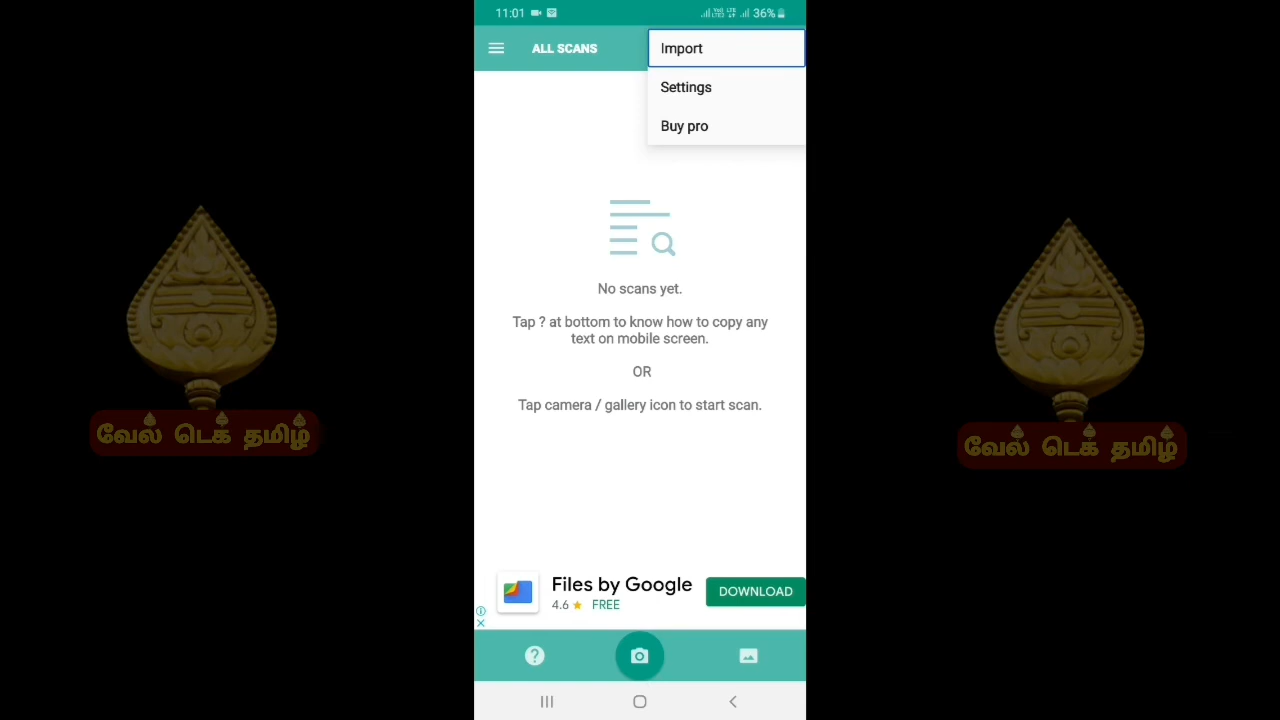 11:01
36%
ALL SCANS
Import
Settings
Buy pro
No scans yet.
Tap ? at bottom to know how to copy any
text on mobile screen.
OR
Tap camera / gallery icon to start scan.
வேல் டெக் தமிழ்
வேல் டெக் தமிழ்
Files by Google
4.6 ★ FREE
DOWNLOAD